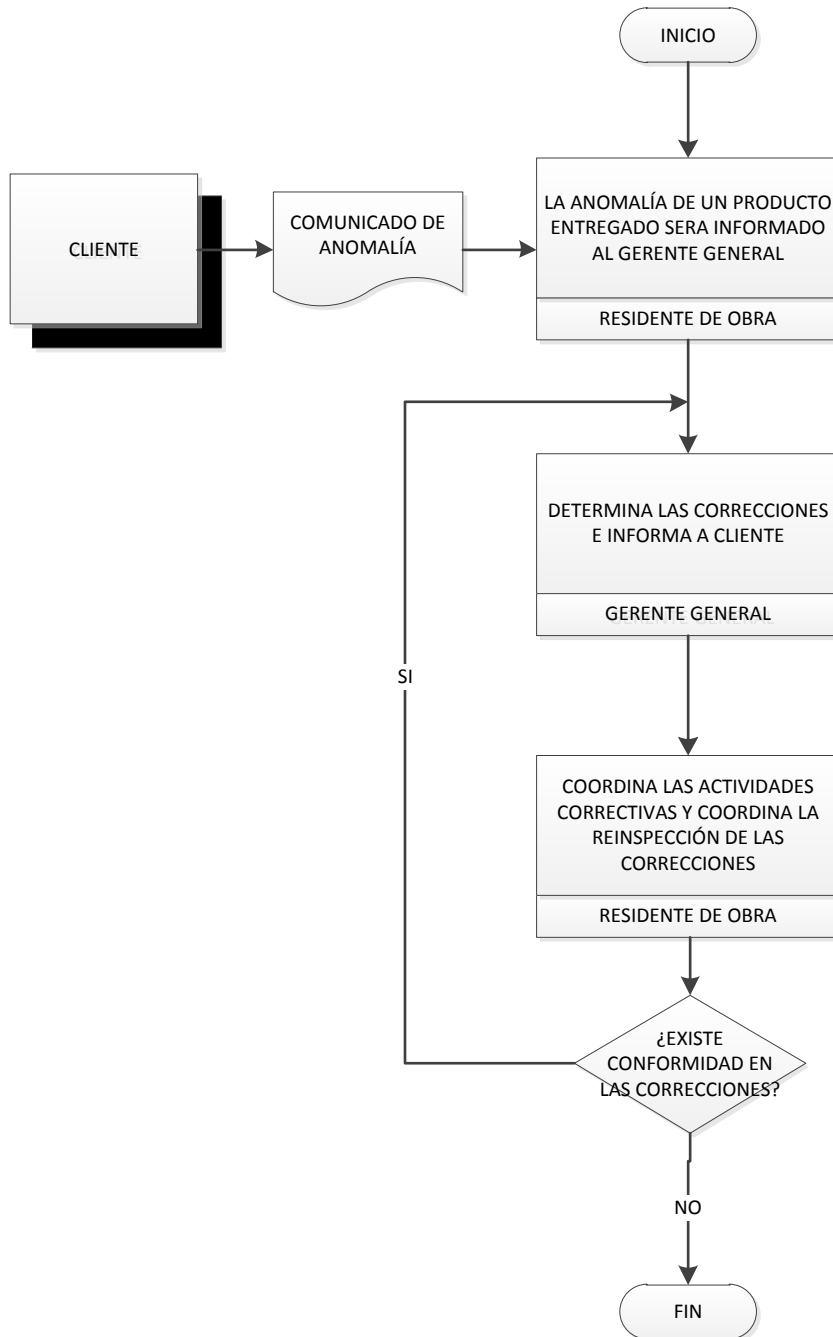 INICIO
CLIENTE
COMUNICADO DE
ANOMALÍA
LA ANOMALÍA DE UN PRODUCTO
ENTREGADO SERA INFORMADO
AL GERENTE GENERAL
RESIDENTE DE OBRA
DETERMINA LAS CORRECCIONES
E INFORMA A CLIENTE
GERENTE GENERAL
SI
COORDINA LAS ACTIVIDADES
CORRECTIVAS Y COORDINA LA
REINSPECCIÓN DE LAS
CORRECCIONES
RESIDENTE DE OBRA
¿EXISTE
CONFORMIDAD EN
LAS CORRECCIONES?
NO
FIN